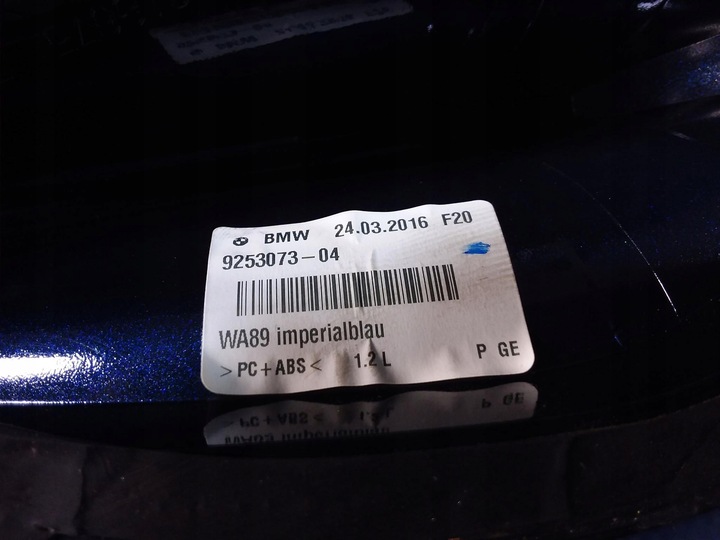 BMW 24.03.2016 F20
9253073-04
WA89 imperialblau
>PC+ABS< 1.2 L P GE